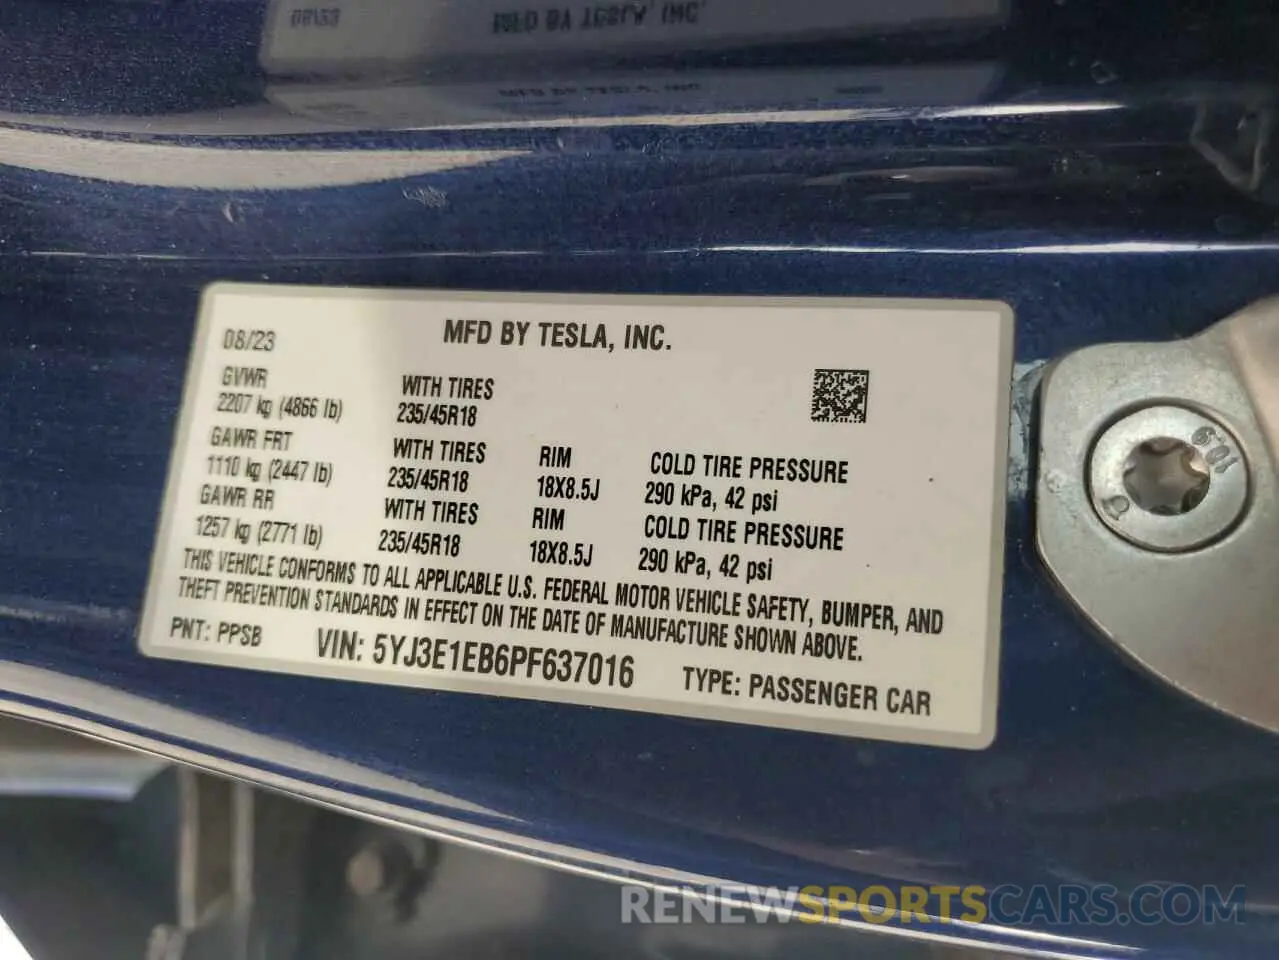 08/23 MFD BY TESLA, INC.
GVWR WITH TIRES
2207 kg (4866 lb) 235/45R18
GAWR FRT WITH TIRES RIM COLD TIRE PRESSURE
1110 kg (2447 lb) 235/45R18 18X8.5J 290 kPa, 42 psi
GAWR RR WITH TIRES RIM COLD TIRE PRESSURE
1257 kg (2771 lb) 235/45R18 18X8.5J 290 kPa, 42 psi
THIS VEHICLE CONFORMS TO ALL APPLICABLE U.S. FEDERAL MOTOR VEHICLE SAFETY, BUMPER, AND
THEFT PREVENTION STANDARDS IN EFFECT ON THE DATE OF MANUFACTURE SHOWN ABOVE.
PNT: PPSB VIN: 5YJ3E1EB6PF637016 TYPE: PASSENGER CAR
10.9
RENEWSPORTSCARS.COM